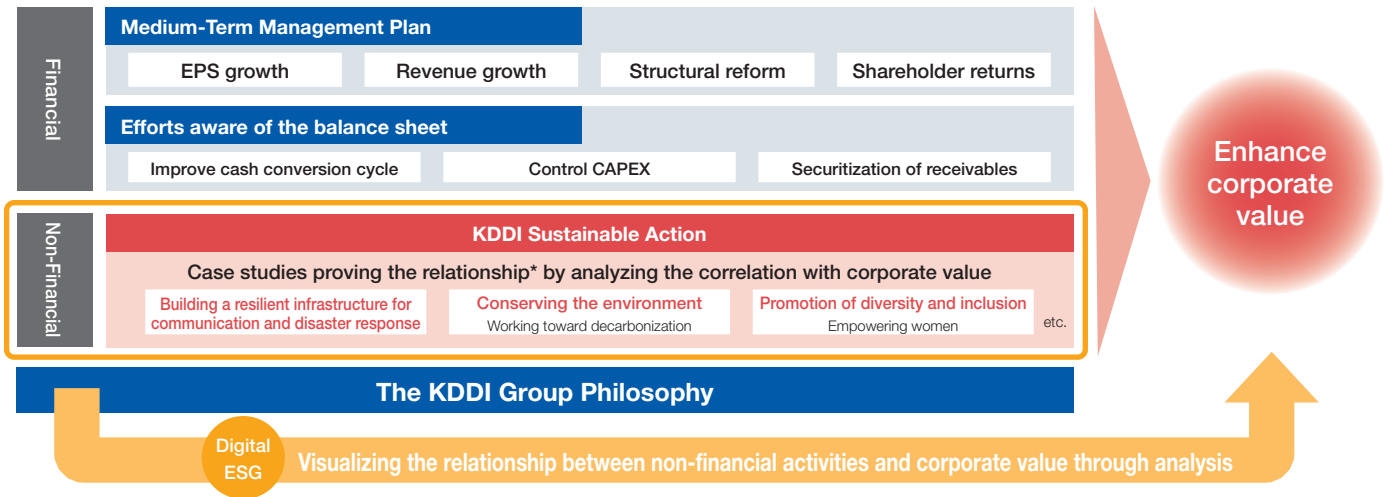 Financial
Medium-Term Management Plan
EPS growth
Revenue growth
Structural reform
Shareholder returns
Efforts aware of the balance sheet
Improve cash conversion cycle
Control CAPEX
Securitization of receivables
Non-Financial
KDDI Sustainable Action
Case studies proving the relationship* by analyzing the correlation with corporate value
Building a resilient infrastructure for
communication and disaster response
Conserving the environment
Working toward decarbonization
Promotion of diversity and inclusion
Empowering women
etc.
The KDDI Group Philosophy
Enhance
corporate
value
Digital
ESG
Visualizing the relationship between non-financial activities and corporate value through analysis